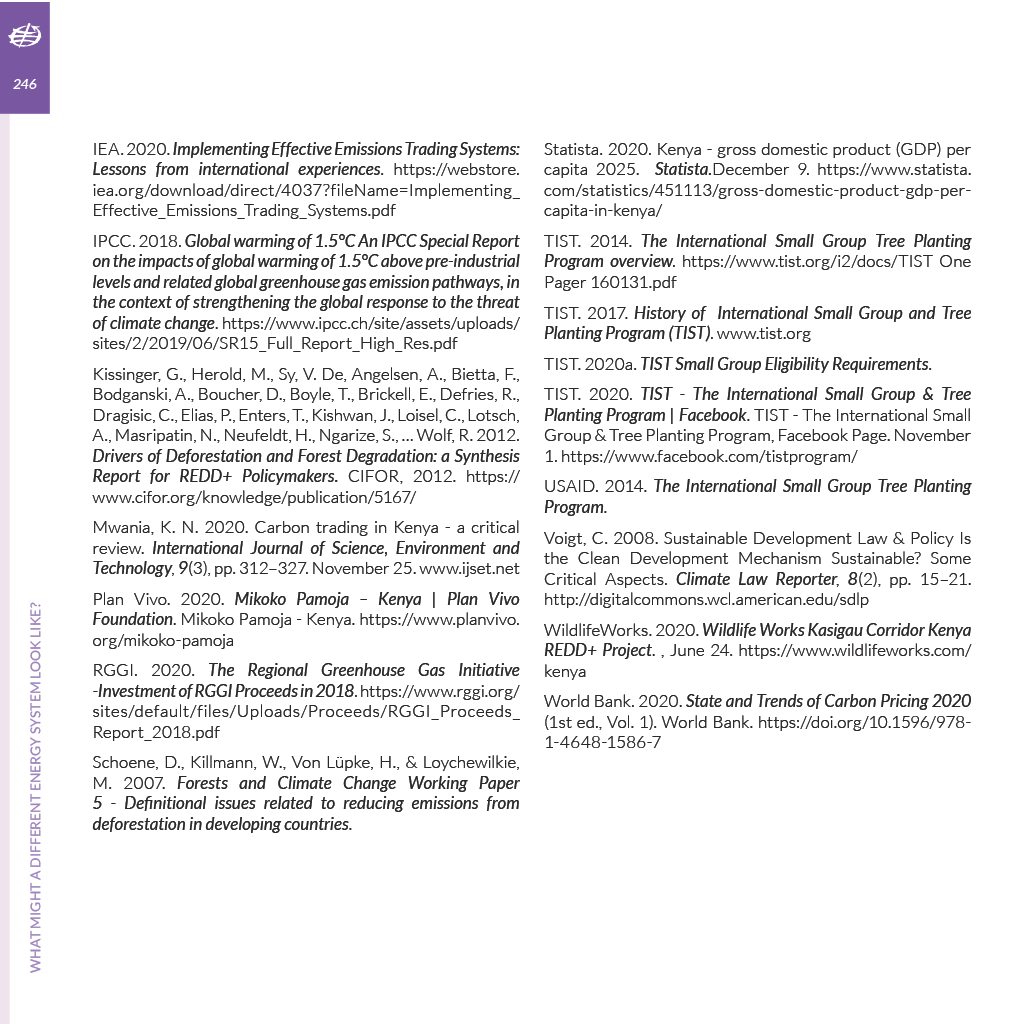 246
IEA. 2020. Implementing Effective Emissions Trading Systems:
Lessons from international experiences. https://webstore.
iea.org/download/direct/4037?fileName=Implementing_
Effective_Emissions_Trading_Systems.pdf
IPCC. 2018. Global warming of 1.5°C An IPCC Special Report
on the impacts of global warming of 1.5°C above pre-industrial
levels and related global greenhouse gas emission pathways, in
the context of strengthening the global response to the threat
of climate change. https://www.ipcc.ch/site/assets/uploads/
sites/2/2019/06/SR15_Full_Report_High_Res.pdf
Kissinger, G., Herold, M., Sy, V. De, Angelsen, A., Bietta, F.,
Bodganski, A., Boucher, D., Boyle, T., Brickell, E., Defries, R.,
Dragisic, C., Elias, P., Enters, T., Kishwan, J., Loisel, C., Lotsch,
A., Masripatin, N., Neufeldt, H., Ngarize, S., ... Wolf, R. 2012.
Drivers of Deforestation and Forest Degradation: a Synthesis
Report for REDD+ Policymakers. CIFOR, 2012. https://
www.cifor.org/knowledge/publication/5167/
Mwania, K. N. 2020. Carbon trading in Kenya - a critical
review. International Journal of Science, Environment and
Technology, 9(3), pp. 312–327. November 25. www.ijset.net
Plan Vivo. 2020. Mikoko Pamoja – Kenya | Plan Vivo
Foundation. Mikoko Pamoja - Kenya. https://www.planvivo.
org/mikoko-pamoja
RGGI. 2020. The Regional Greenhouse Gas Initiative
-Investment of RGGI Proceeds in 2018. https://www.rggi.org/
sites/default/files/Uploads/Proceeds/RGGI_Proceeds_
Report_2018.pdf
Schoene, D., Killmann, W., Von Lüpke, H., & Loychewilkie,
M. 2007. Forests and Climate Change Working Paper
5 - Definitional issues related to reducing emissions from
deforestation in developing countries.
Statista. 2020. Kenya - gross domestic product (GDP) per
capita 2025. Statista.December 9. https://www.statista.
com/statistics/451113/gross-domestic-product-gdp-per-
capita-in-kenya/
TIST. 2014. The International Small Group Tree Planting
Program overview. https://www.tist.org/i2/docs/TIST One
Pager 160131.pdf
TIST. 2017. History of International Small Group and Tree
Planting Program (TIST). www.tist.org
TIST. 2020a. TIST Small Group Eligibility Requirements.
TIST. 2020. TIST - The International Small Group & Tree
Planting Program | Facebook. TIST - The International Small
Group & Tree Planting Program, Facebook Page. November
1. https://www.facebook.com/tistprogram/
USAID. 2014. The International Small Group Tree Planting
Program.
Voigt, C. 2008. Sustainable Development Law & Policy Is
the Clean Development Mechanism Sustainable? Some
Critical Aspects. Climate Law Reporter, 8(2), pp. 15–21.
http://digitalcommons.wcl.american.edu/sdlp
WildlifeWorks. 2020. Wildlife Works Kasigau Corridor Kenya
REDD+ Project. , June 24. https://www.wildlifeworks.com/
kenya
World Bank. 2020. State and Trends of Carbon Pricing 2020
(1st ed., Vol. 1). World Bank. https://doi.org/10.1596/978-
1-4648-1586-7
WHAT MIGHT A DIFFERENT ENERGY SYSTEM LOOK LIKE?